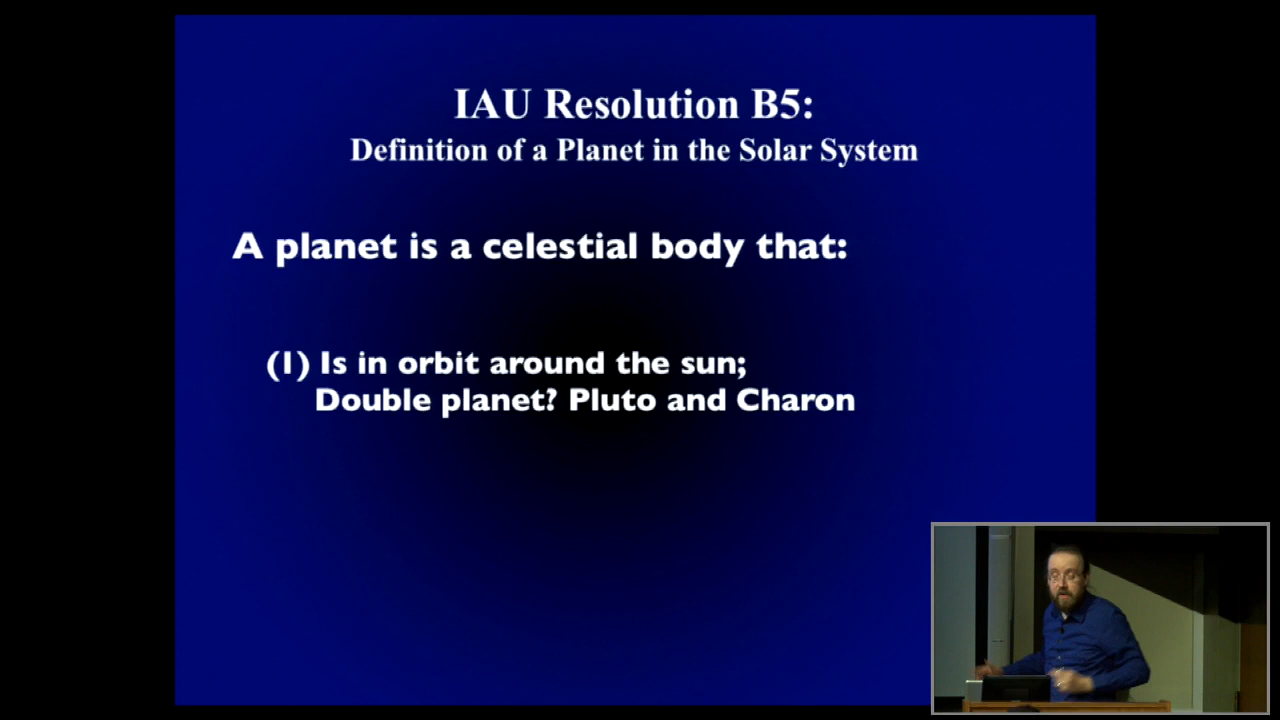 IAU Resolution B5:
Definition of a Planet in the Solar System
A planet is a celestial body that:
(1) Is in orbit around the sun;
Double planet? Pluto and Charon